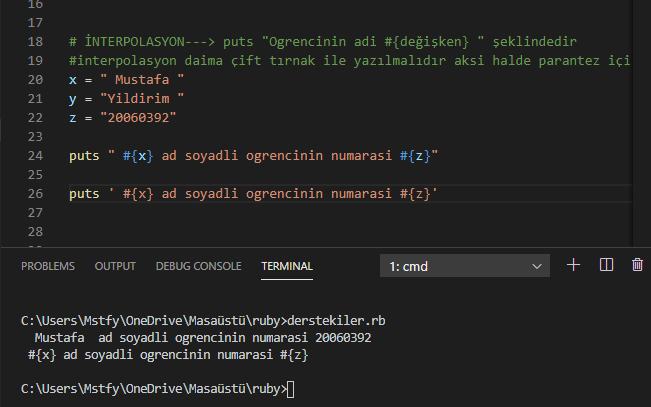 16
17
18 # İNTERPOLASYON---> puts "Ogrencinin adi #{değişken} " şeklindedir
19 #interpolasyon daima çift tırnak ile yazılmalıdır aksi halde parantez içi
20 x = " Mustafa "
21 y = "Yildirim "
22 z = "20060392"
23
24 puts " #{x} ad soyadli ogrencinin numarasi #{z}"
25
26 puts ' #{x} ad soyadli ogrencinin numarasi #{z}'
27
28
PROBLEMS OUTPUT DEBUG CONSOLE TERMINAL 1: cmd
C:\Users\Mstfy\OneDrive\Masaüstü\ruby>derstekiler.rb
Mustafa  ad soyadli ogrencinin numarasi 20060392
#{x} ad soyadli ogrencinin numarasi #{z}
C:\Users\Mstfy\OneDrive\Masaüstü\ruby>